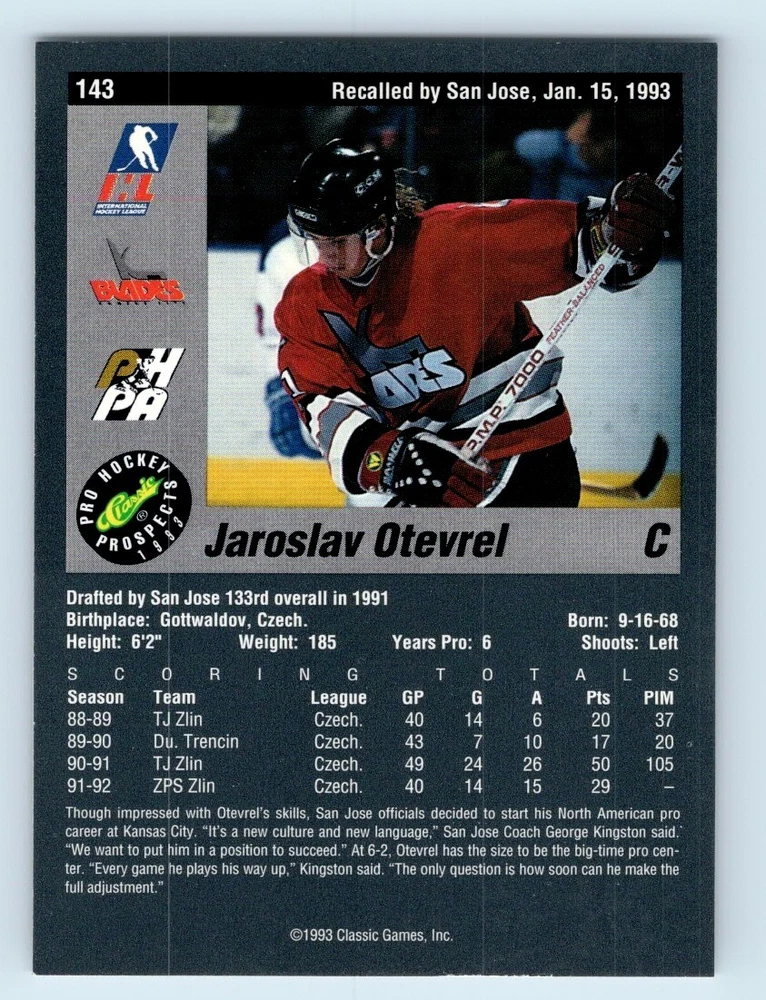 143
Recalled by San Jose, Jan. 15, 1993
IHL
INTERNATIONAL
HOCKEY LEAGUE
BLADES
PHPA
PRO HOCKEY
Classic®
PROSPECTS
1993
P.M.P. 7000 FEATHER-BALANCED
Jaroslav Otevrel C
Drafted by San Jose 133rd overall in 1991
Birthplace: Gottwaldov, Czech. Born: 9-16-68
Height: 6'2" Weight: 185 Years Pro: 6 Shoots: Left
SCORING TOTALS
Season Team League GP G A Pts PIM
88-89 TJ Zlin Czech. 40 14 6 20 37
89-90 Du. Trencin Czech. 43 7 10 17 20
90-91 TJ Zlin Czech. 49 24 26 50 105
91-92 ZPS Zlin Czech. 40 14 15 29 –
Though impressed with Otevrel's skills, San Jose officials decided to start his North American pro
career at Kansas City. “It's a new culture and new language,” San Jose Coach George Kingston said.
“We want to put him in a position to succeed.” At 6-2, Otevrel has the size to be the big-time pro cen-
ter. “Every game he plays his way up,” Kingston said. “The only question is how soon can he make the
full adjustment.”
©1993 Classic Games, Inc.